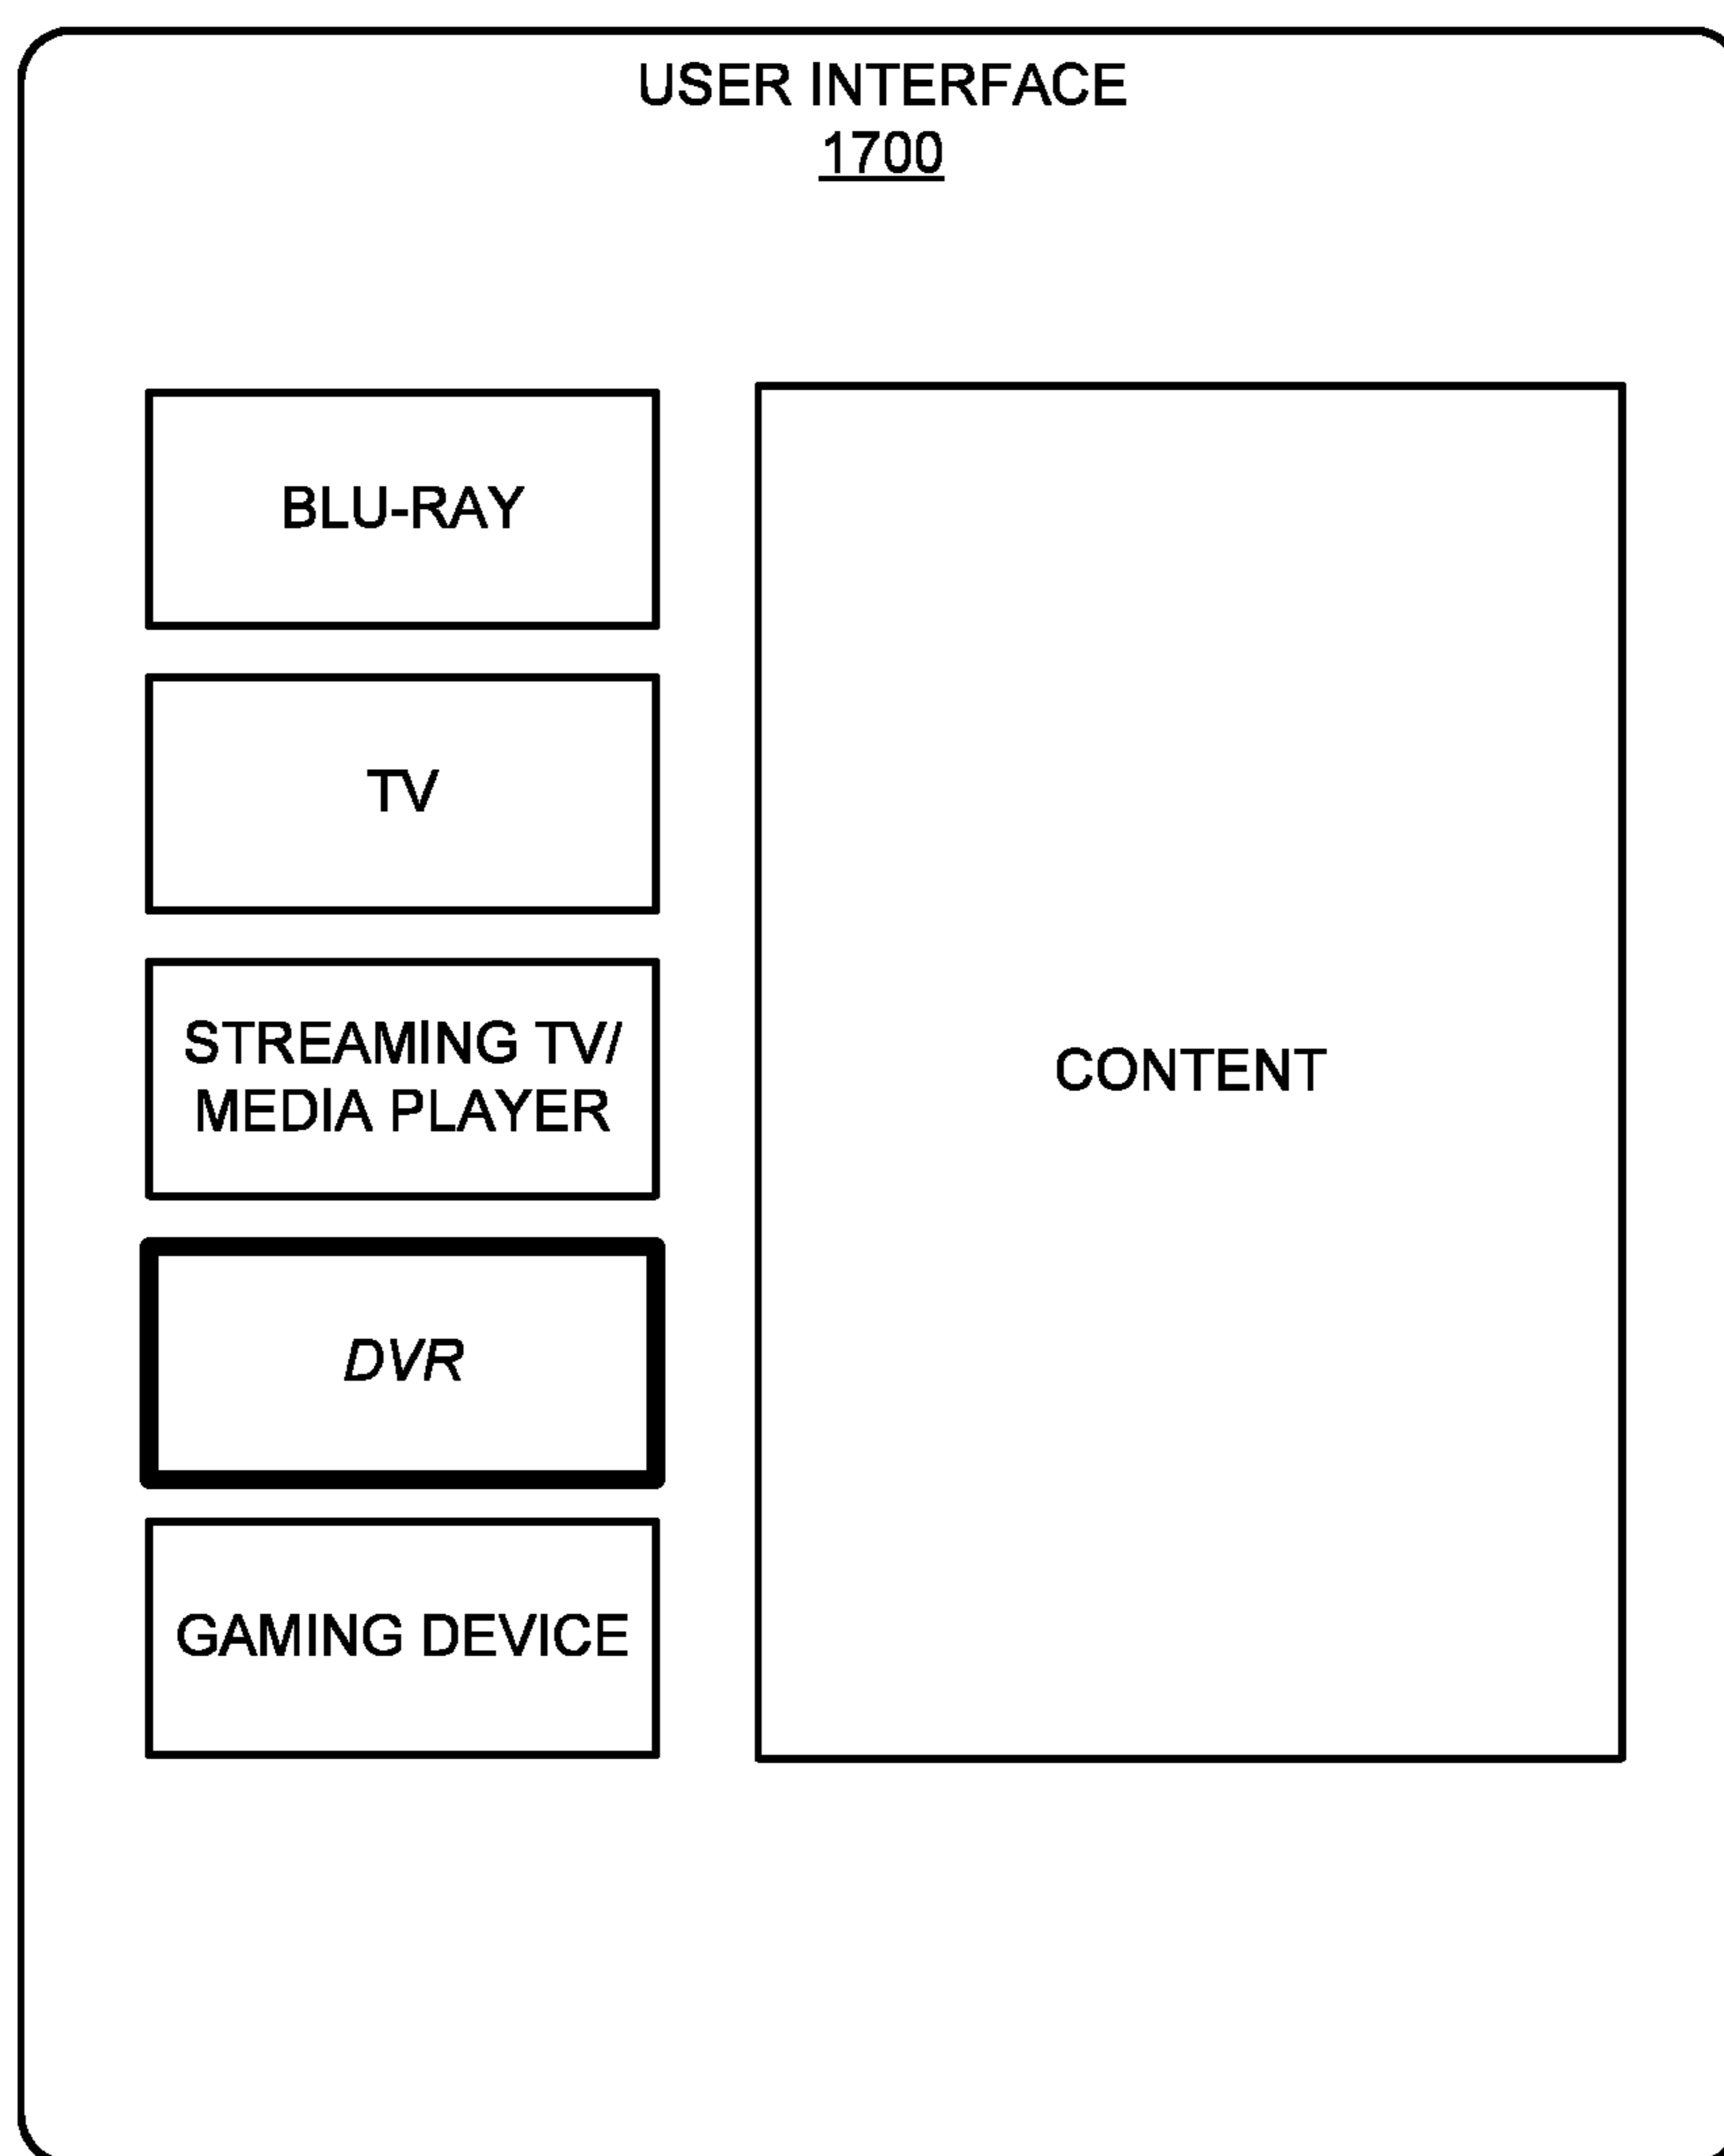 USER INTERFACE
1700
BLU-RAY
TV
STREAMING TV/
MEDIA PLAYER
DVR
GAMING DEVICE
CONTENT